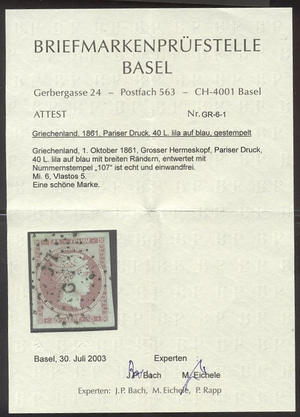 BRIEFMARKENPRÜFSTELLE
BASEL
Gerbergasse 24 – Postfach 563 – CH-4001 Basel
ATTEST Nr. GR-6-1
Griechenland, 1861, Pariser Druck, 40 L. lila auf blau, gestempelt
Griechenland, 1. Oktober 1861, Grosser Hermeskopf, Pariser Druck,
40 L. lila auf blau mit breiten Rändern, entwertet mit
Nummernstempel „107" ist echt und einwandfrei.
Mi. 6, Vlastos 5.
Eine schöne Marke.
Basel, 30. Juli 2003 Experten
J.P. Bach M. Eichele
Experten: J.P. Bach, M. Eichele, P. Rapp